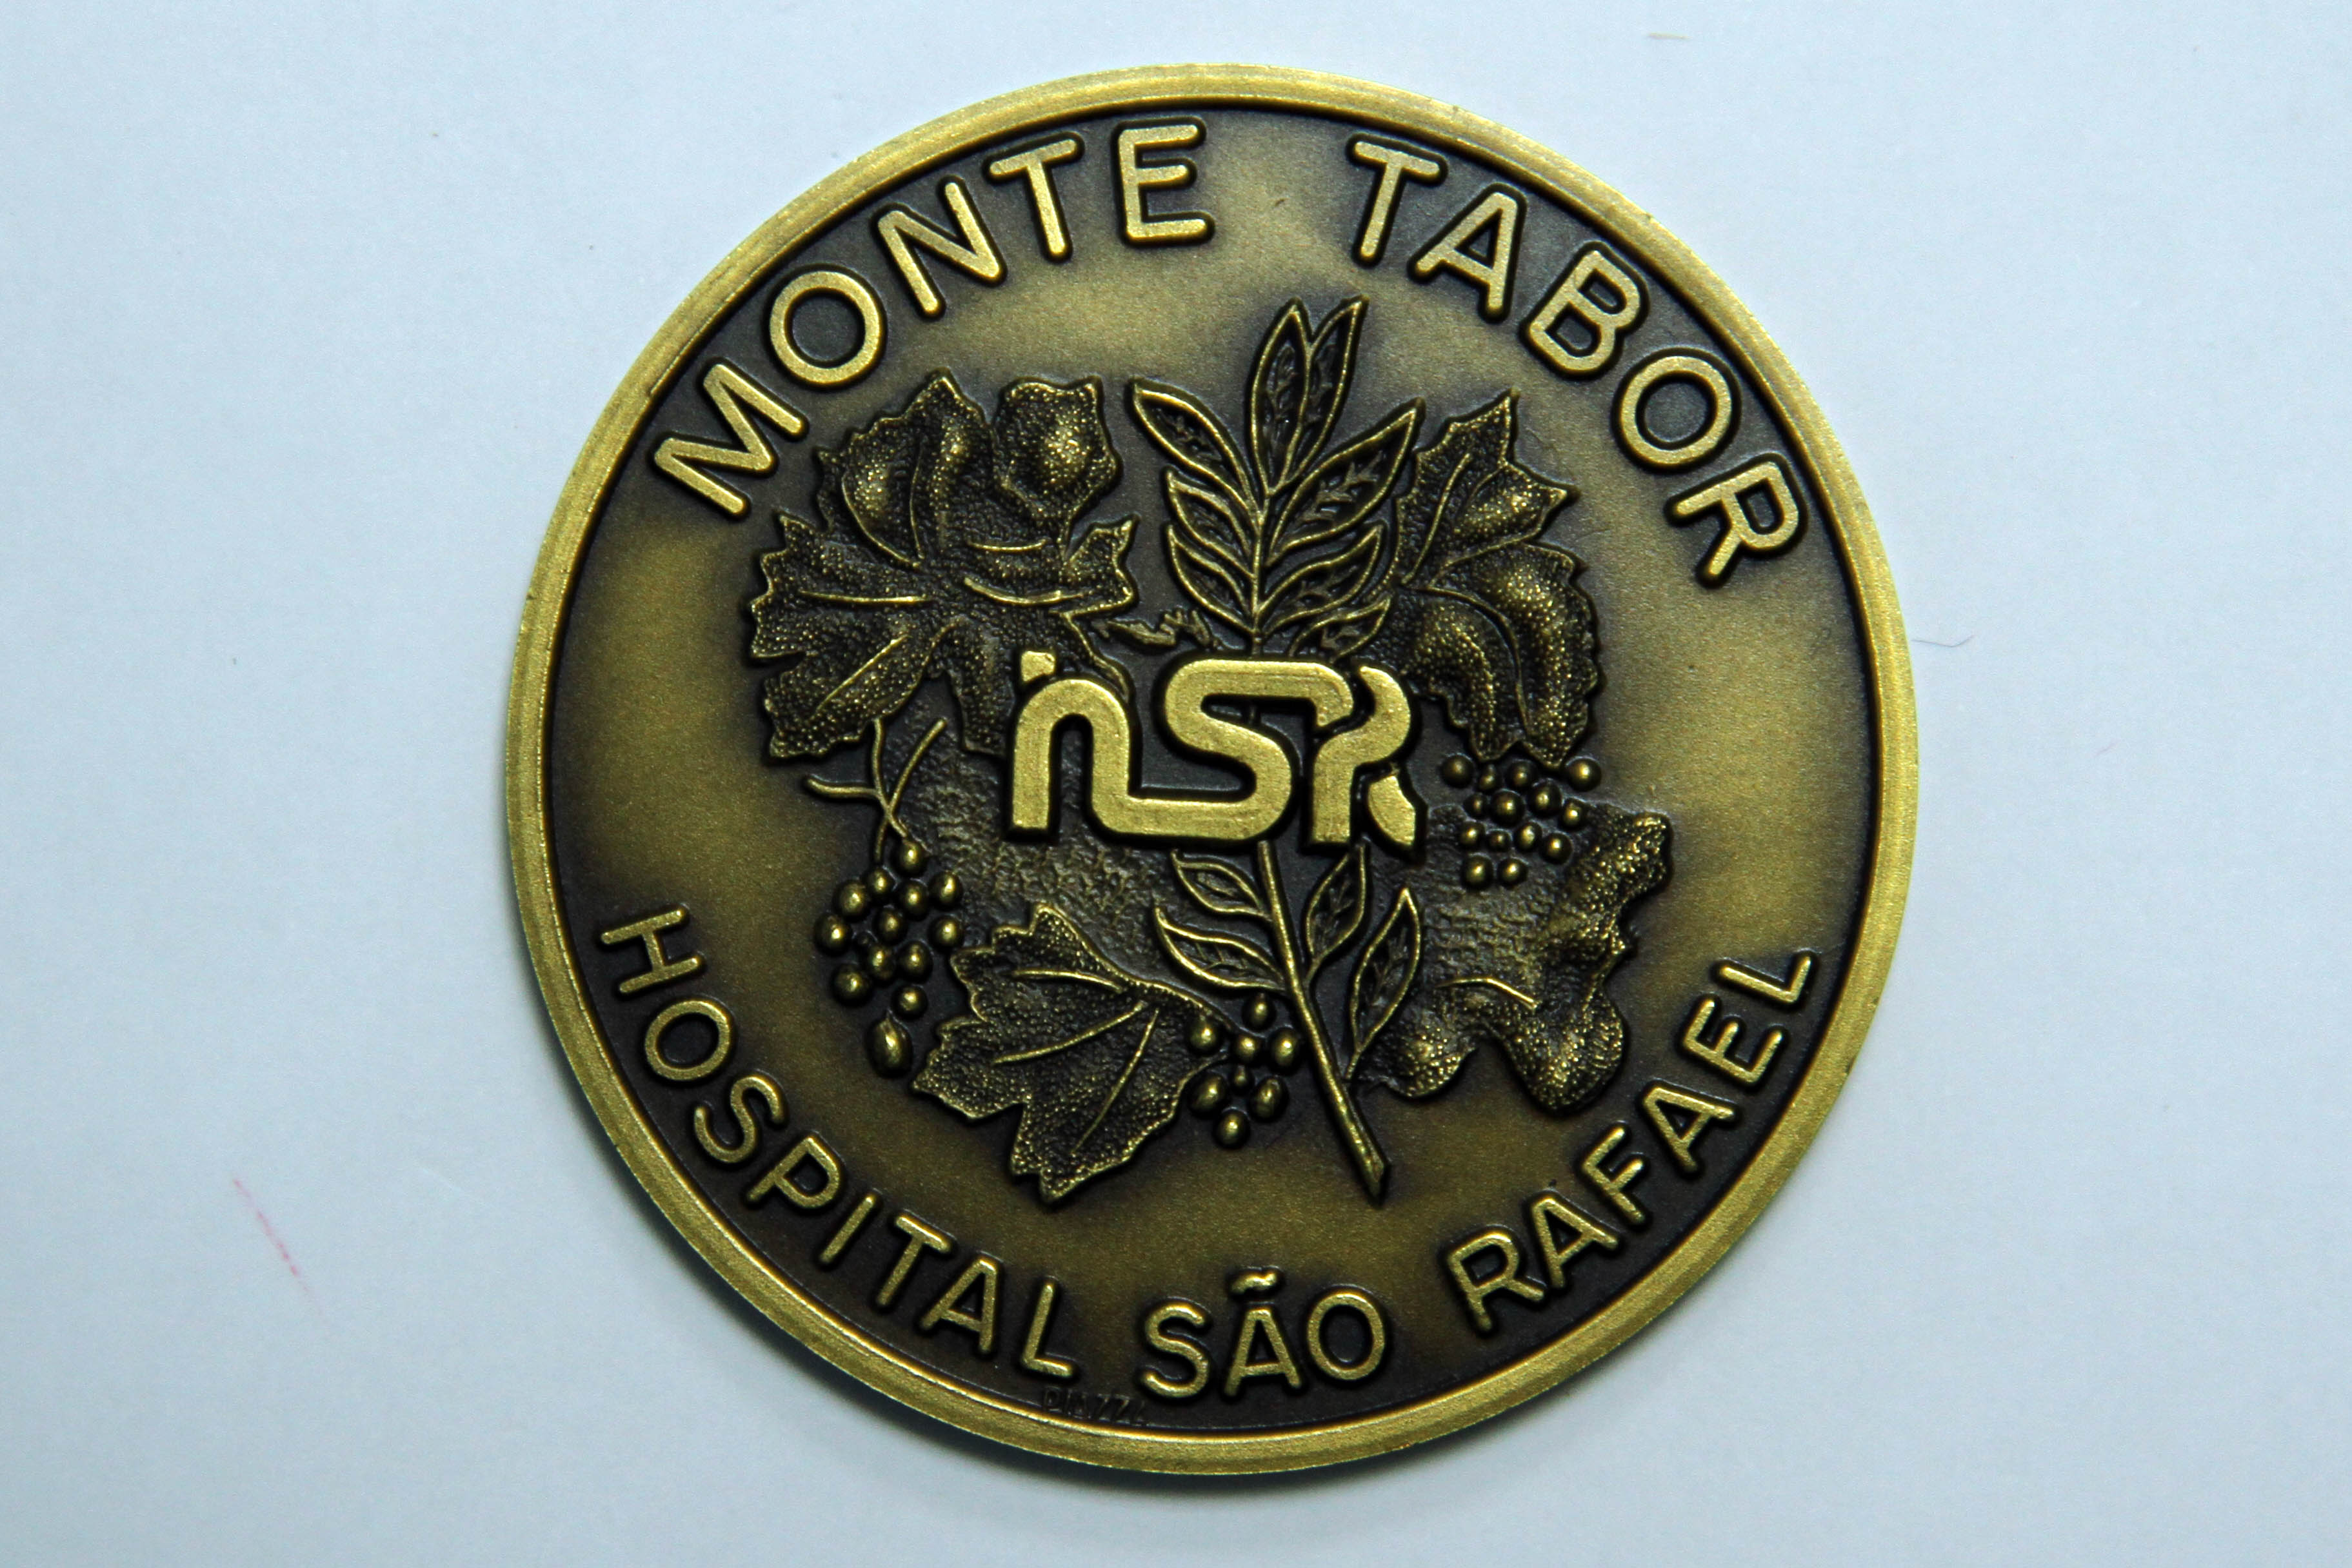 MONTE TABOR
hSR
HOSPITAL SÃO RAFAEL